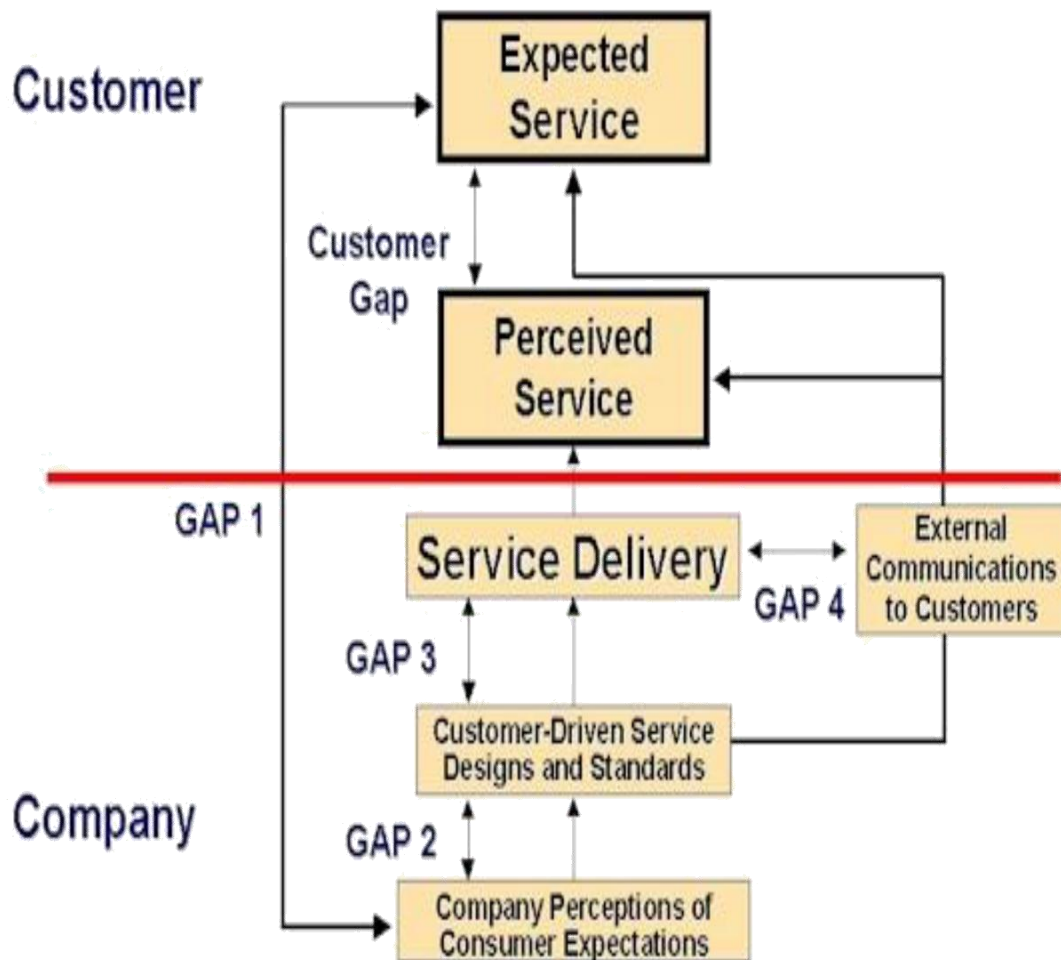 Customer
Expected
Service
Customer
Gap
Perceived
Service
GAP 1
Service Delivery
GAP 4
External
Communications
to Customers
GAP 3
Customer-Driven Service
Designs and Standards
Company
GAP 2
Company Perceptions of
Consumer Expectations